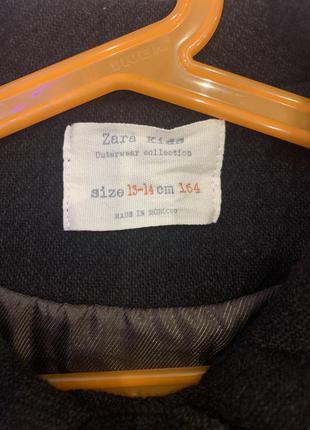 Zara Kids
Outerwear collection
size 13-14 cm 164
MADE IN MOROCCO